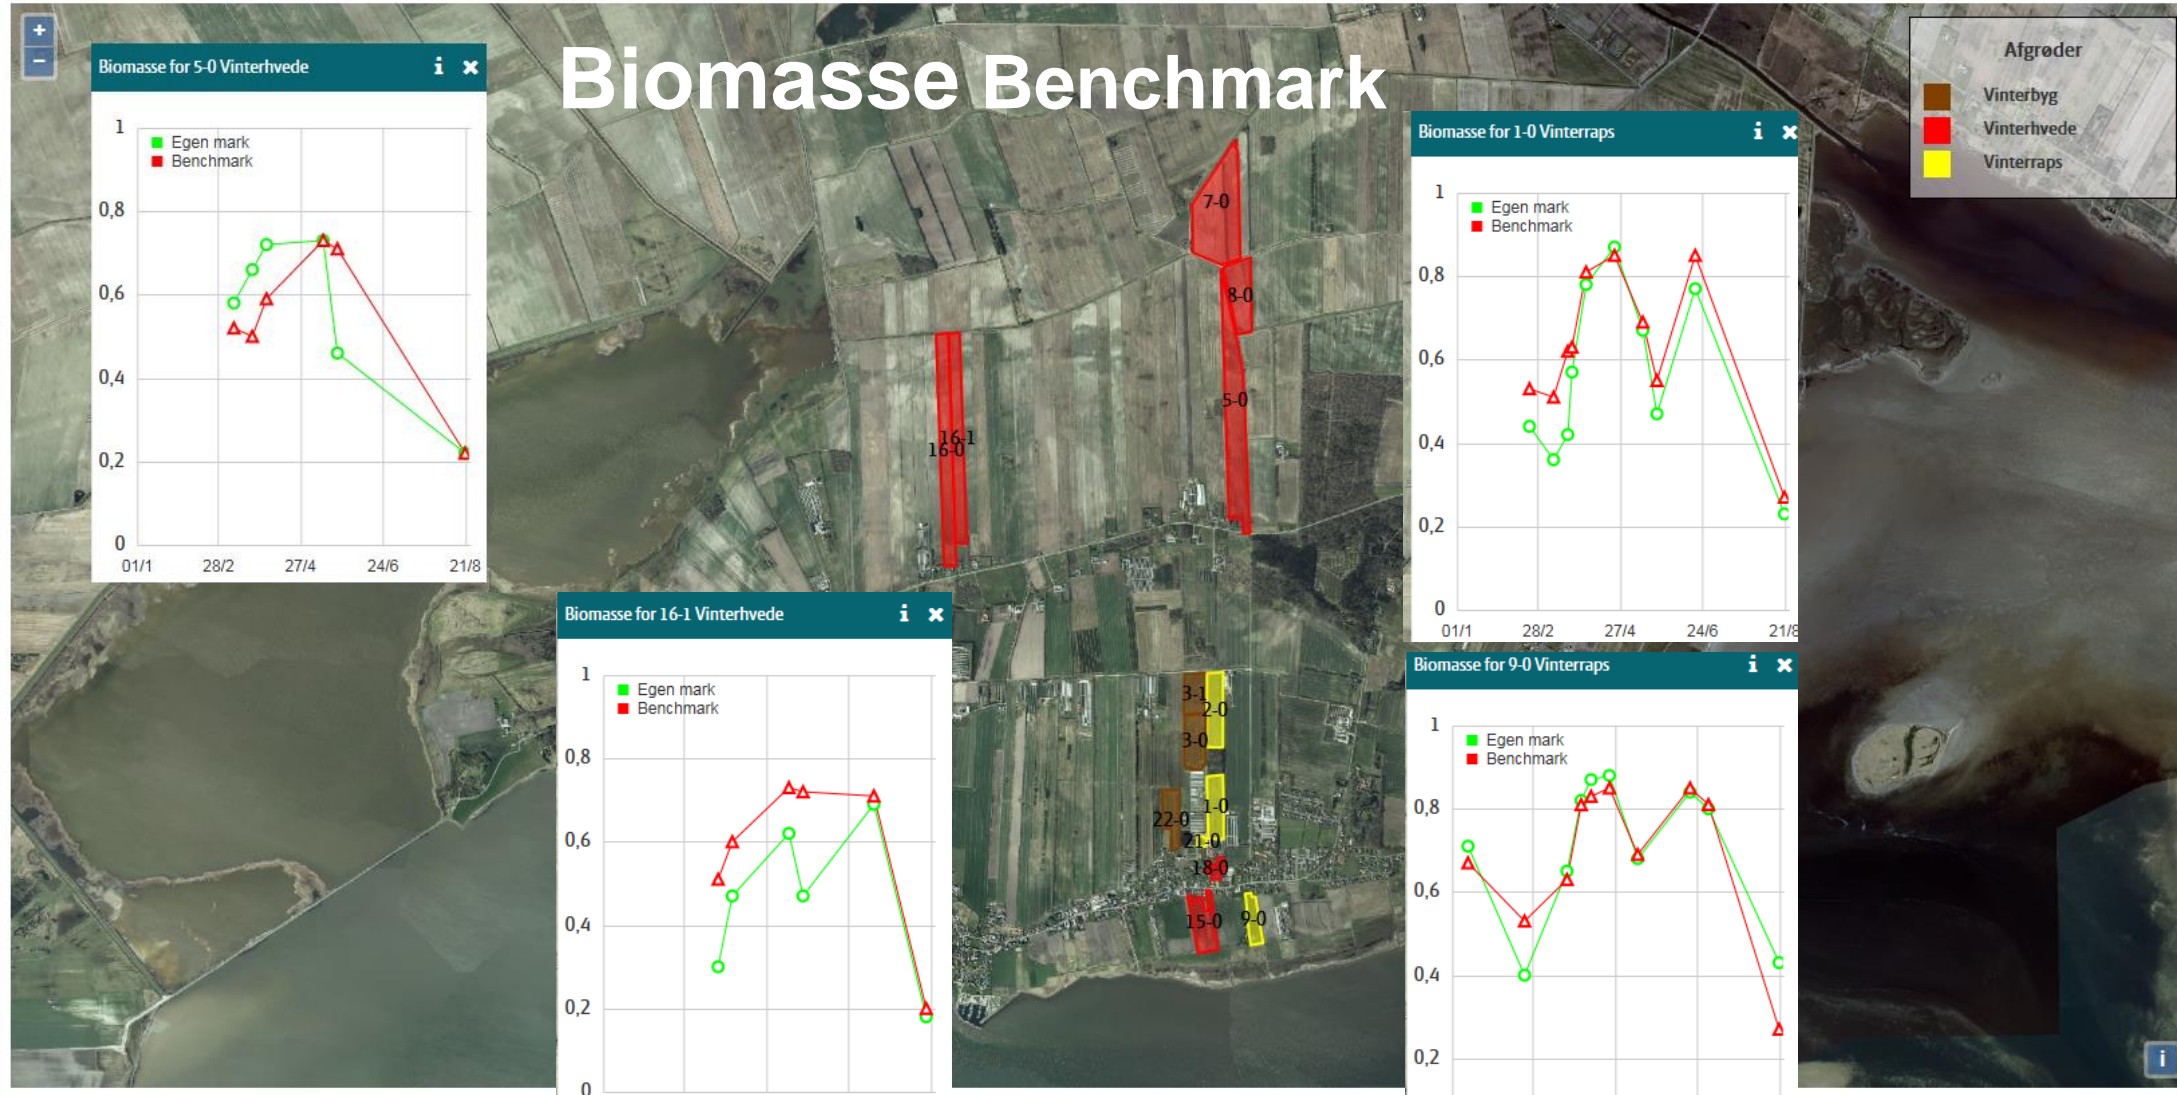 +
−
Biomasse Benchmark
Biomasse for 5-0 Vinterhvede
i ×
1
0,8
0,6
0,4
0,2
0
Egen mark
Benchmark
01/1 28/2 27/4 24/6 21/8
Afgrøder
Vinterbyg
Vinterhvede
Vinterraps
Biomasse for 1-0 Vinterraps
i ×
1
0,8
0,6
0,4
0,2
0
Egen mark
Benchmark
01/1 28/2 27/4 24/6 21/8
7-0
8-0
5-0
16-1
16-0
Biomasse for 16-1 Vinterhvede
i ×
1
0,8
0,6
0,4
0,2
0
Egen mark
Benchmark
3-1
2-0
3-0
1-0
22-0
21-0
18-0
15-0
9-0
Biomasse for 9-0 Vinterraps
i ×
1
0,8
0,6
0,4
0,2
Egen mark
Benchmark
i